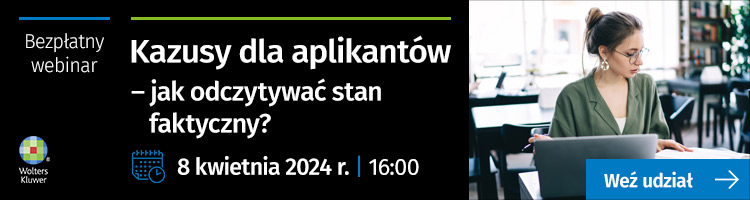 Bezpłatny
webinar
Kazusy dla aplikantów
– jak odczytywać stan
faktyczny?
8 kwietnia 2024 r. | 16:00
Wolters
Kluwer
Weź udział